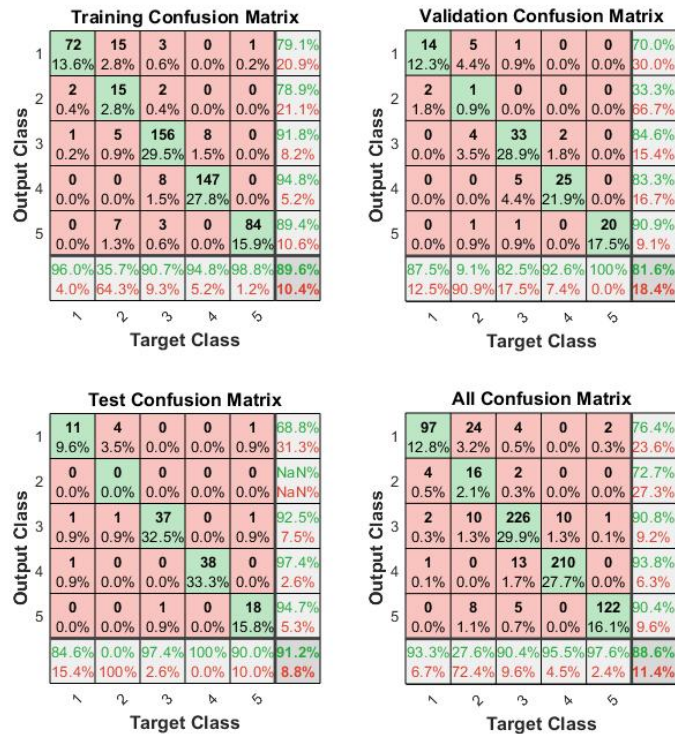 Training Confusion Matrix
1 72 15 3 0 1 79.1%
13.6% 2.8% 0.6% 0.0% 0.2% 20.9%
2 2 15 2 0 0 78.9%
0.4% 2.8% 0.4% 0.0% 0.0% 21.1%
3 1 5 156 8 0 91.8%
0.2% 0.9% 29.5% 1.5% 0.0% 8.2%
4 0 0 8 147 0 94.8%
0.0% 0.0% 1.5% 27.8% 0.0% 5.2%
5 0 7 3 0 84 89.4%
0.0% 1.3% 0.6% 0.0% 15.9% 10.6%
96.0% 35.7% 90.7% 94.8% 98.8% 89.6%
4.0% 64.3% 9.3% 5.2% 1.2% 10.4%
1 2 3 4 5
Target Class
Output Class
Validation Confusion Matrix
1 14 5 1 0 0 70.0%
12.3% 4.4% 0.9% 0.0% 0.0% 30.0%
2 2 1 0 0 0 33.3%
1.8% 0.9% 0.0% 0.0% 0.0% 66.7%
3 0 4 33 2 0 84.6%
0.0% 3.5% 28.9% 1.8% 0.0% 15.4%
4 0 0 5 25 0 83.3%
0.0% 0.0% 4.4% 21.9% 0.0% 16.7%
5 0 1 1 0 20 90.9%
0.0% 0.9% 0.9% 0.0% 17.5% 9.1%
87.5% 9.1% 82.5% 92.6% 100% 81.6%
12.5% 90.9% 17.5% 7.4% 0.0% 18.4%
1 2 3 4 5
Target Class
Output Class
Test Confusion Matrix
1 11 4 0 0 1 68.8%
9.6% 3.5% 0.0% 0.0% 0.9% 31.3%
2 0 0 0 0 0 NaN%
0.0% 0.0% 0.0% 0.0% 0.0% NaN%
3 1 1 37 0 1 92.5%
0.9% 0.9% 32.5% 0.0% 0.9% 7.5%
4 1 0 0 38 0 97.4%
0.9% 0.0% 0.0% 33.3% 0.0% 2.6%
5 0 0 1 0 18 94.7%
0.0% 0.0% 0.9% 0.0% 15.8% 5.3%
84.6% 0.0% 97.4% 100% 90.0% 91.2%
15.4% 100% 2.6% 0.0% 10.0% 8.8%
1 2 3 4 5
Target Class
Output Class
All Confusion Matrix
1 97 24 4 0 2 76.4%
12.8% 3.2% 0.5% 0.0% 0.3% 23.6%
2 4 16 2 0 0 72.7%
0.5% 2.1% 0.3% 0.0% 0.0% 27.3%
3 2 10 226 10 1 90.8%
0.3% 1.3% 29.9% 1.3% 0.1% 9.2%
4 1 0 13 210 0 93.8%
0.1% 0.0% 1.7% 27.7% 0.0% 6.3%
5 0 8 5 0 122 90.4%
0.0% 1.1% 0.7% 0.0% 16.1% 9.6%
93.3% 27.6% 90.4% 95.5% 97.6% 88.6%
6.7% 72.4% 9.6% 4.5% 2.4% 11.4%
1 2 3 4 5
Target Class
Output Class